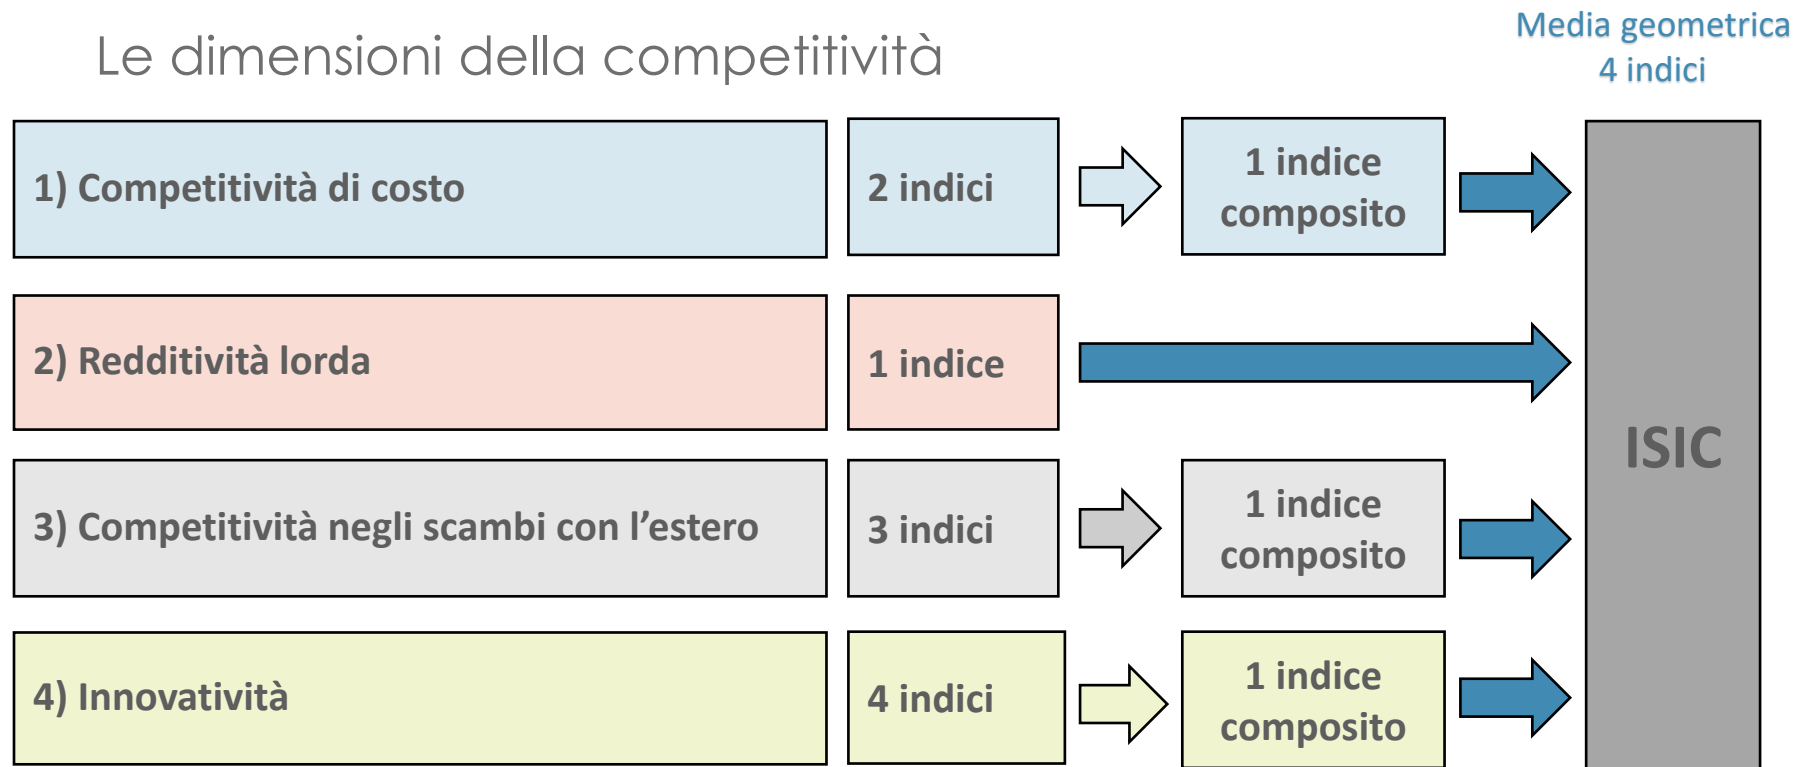 Le dimensioni della competitività
Media geometrica
4 indici
1) Competitività di costo
2 indici
1 indice
composito
2) Redditività lorda
1 indice
3) Competitività negli scambi con l’estero
3 indici
1 indice
composito
4) Innovatività
4 indici
1 indice
composito
ISIC